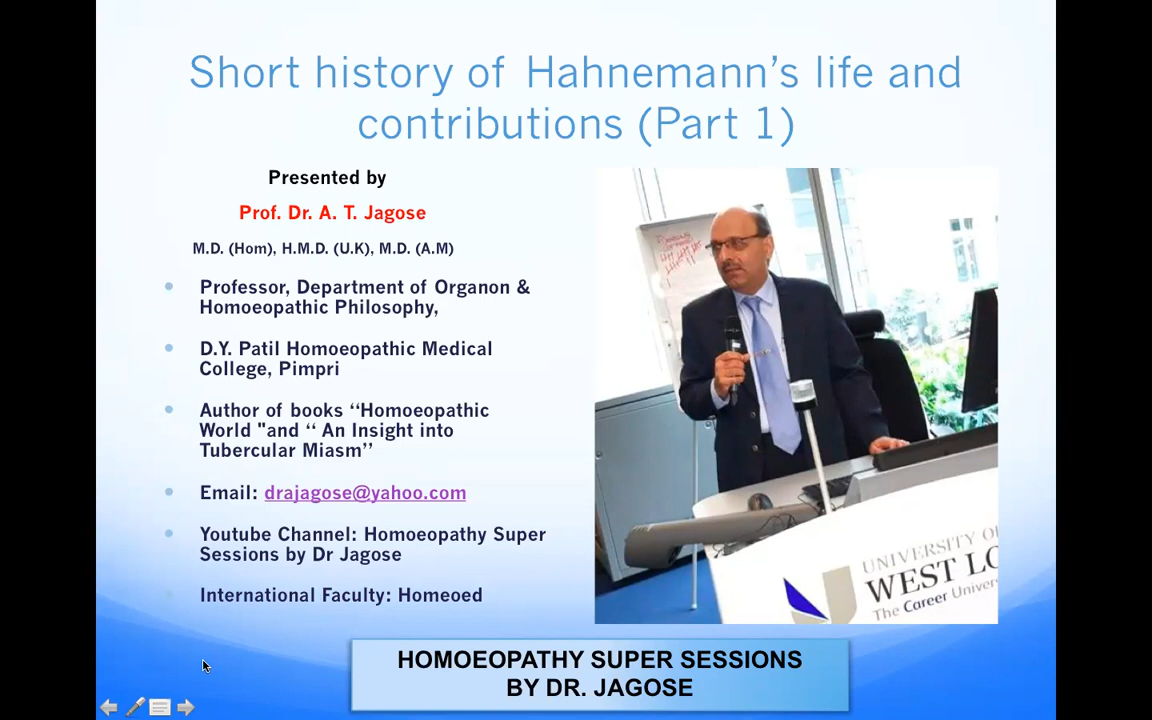 Short history of Hahnemann’s life and
contributions (Part 1)
Presented by
Prof. Dr. A. T. Jagose
M.D. (Hom), H.M.D. (U.K), M.D. (A.M)
Professor, Department of Organon &
Homoeopathic Philosophy,
D.Y. Patil Homoeopathic Medical
College, Pimpri
Author of books ‘‘Homoeopathic
World "and ‘‘ An Insight into
Tubercular Miasm’’
Email: drajagose@yahoo.com
Youtube Channel: Homoeopathy Super
Sessions by Dr Jagose
International Faculty: Homeoed
UNIVERSITY OF
WEST LO
The Career Univers
HOMOEOPATHY SUPER SESSIONS
BY DR. JAGOSE